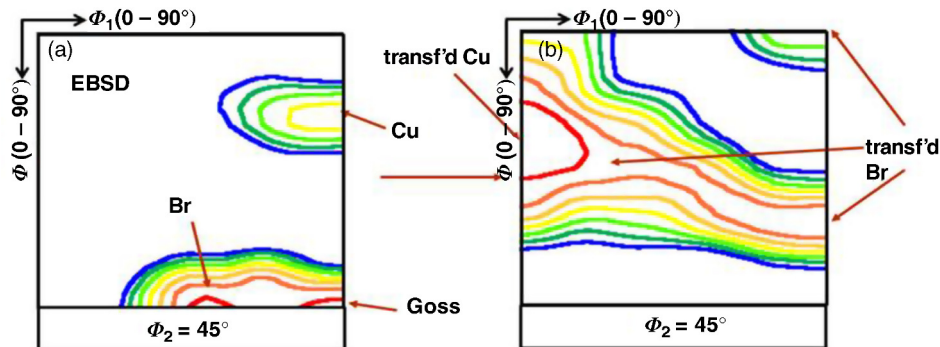 Φ₁(0 – 90°)
(a)
EBSD
Φ (0 – 90°)
Cu
Br
Goss
Φ₂ = 45°
Φ₁(0 – 90°)
(b)
transf'd Cu
Φ (0 – 90°)
transf'd
Br
Φ₂ = 45°